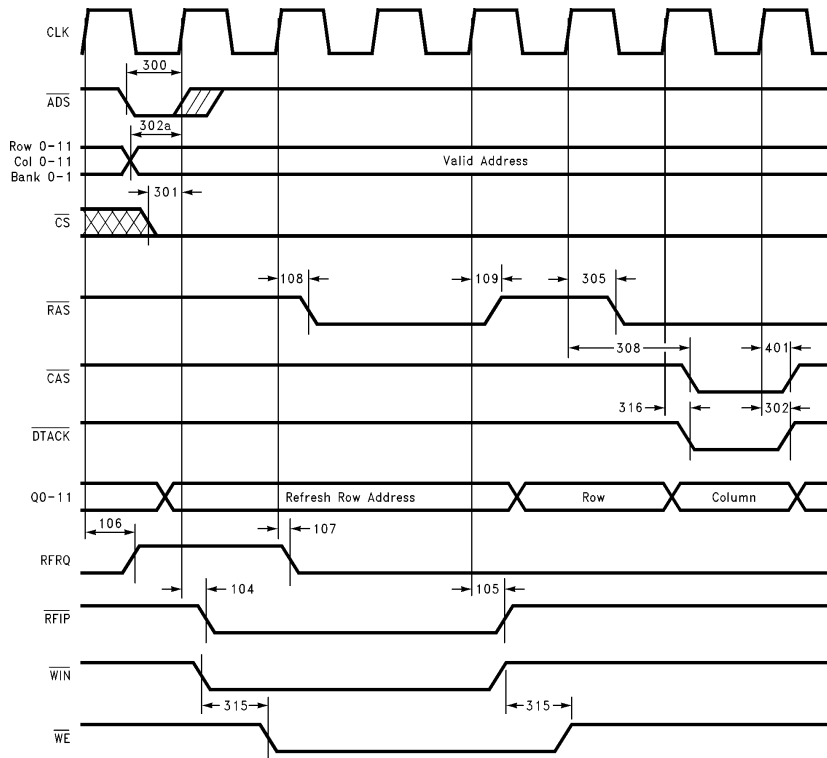 CLK
300
ADS
302a
Row 0-11
Col 0-11
Bank 0-1
Valid Address
301
CS
108
109
305
RAS
308
401
CAS
316
302
DTACK
Q0-11
Refresh Row Address
Row
Column
106
107
RFRQ
104
105
RFIP
WIN
315
315
WE